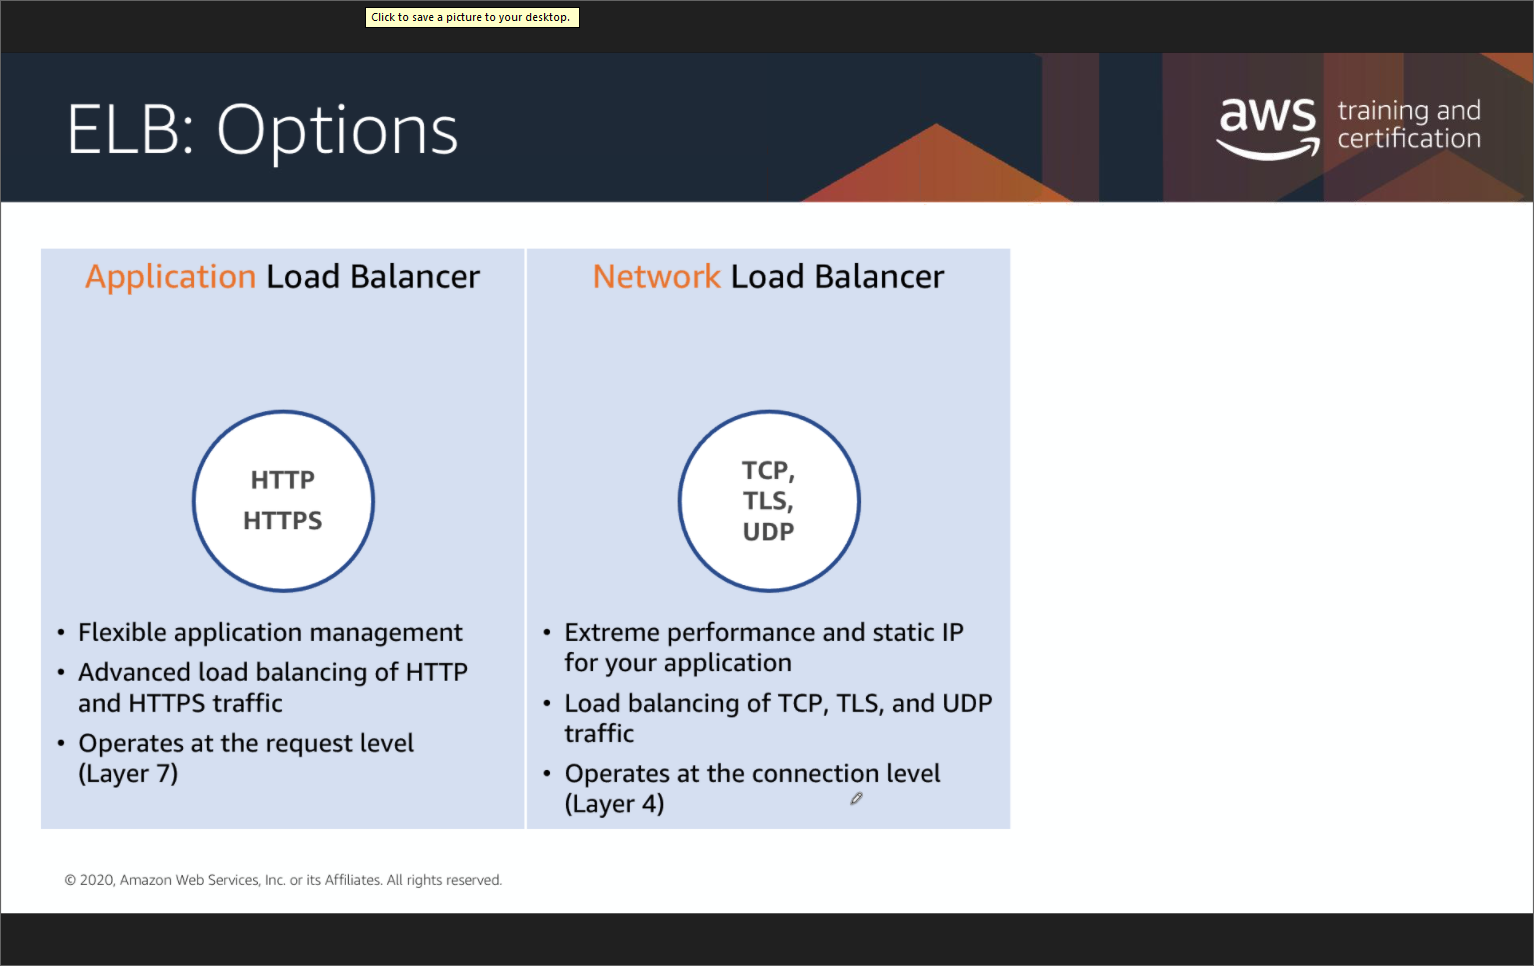 Click to save a picture to your desktop.
ELB: Options
aws training and
certification
Application Load Balancer
HTTP
HTTPS
• Flexible application management
• Advanced load balancing of HTTP
and HTTPS traffic
• Operates at the request level
(Layer 7)
Network Load Balancer
TCP,
TLS,
UDP
• Extreme performance and static IP
for your application
• Load balancing of TCP, TLS, and UDP
traffic
• Operates at the connection level
(Layer 4)
© 2020, Amazon Web Services, Inc. or its Affiliates. All rights reserved.